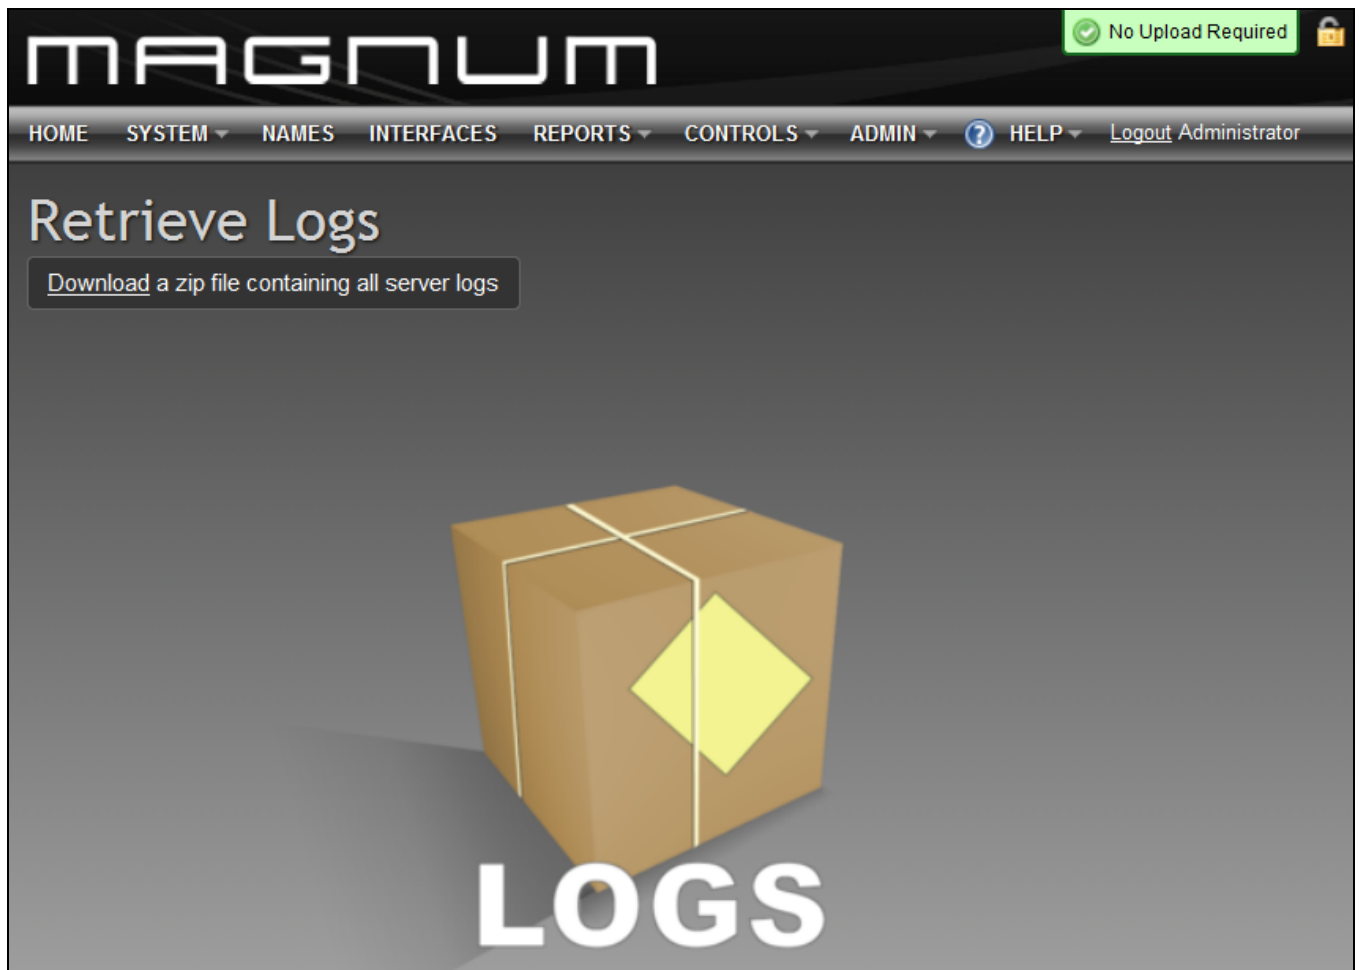 MAGNUM
No Upload Required
HOME SYSTEM NAMES INTERFACES REPORTS CONTROLS ADMIN ? HELP Logout Administrator
Retrieve Logs
Download a zip file containing all server logs
LOGS